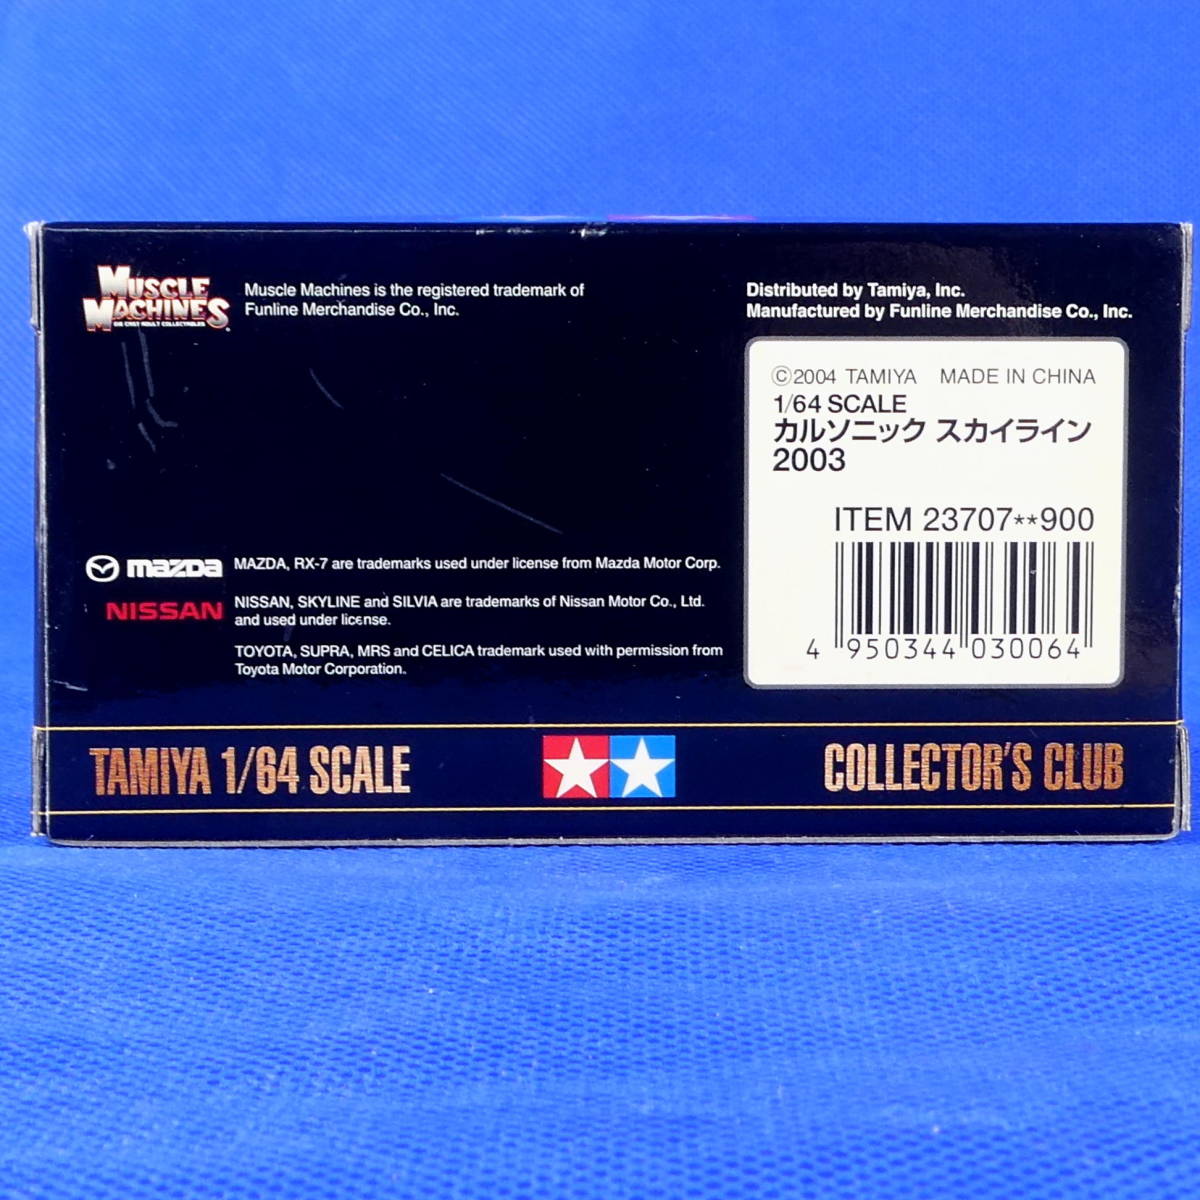 MUSCLE
MACHINES
DIE CAST ADULT COLLECTIBLES
Muscle Machines is the registered trademark of
Funline Merchandise Co., Inc.
Distributed by Tamiya, Inc.
Manufactured by Funline Merchandise Co., Inc.
©2004 TAMIYA MADE IN CHINA
1/64 SCALE
カルソニック スカイライン
2003
ITEM 23707**900
4 950344 030064
mazda
MAZDA, RX-7 are trademarks used under license from Mazda Motor Corp.
NISSAN
NISSAN, SKYLINE and SILVIA are trademarks of Nissan Motor Co., Ltd.
and used under license.
TOYOTA, SUPRA, MRS and CELICA trademark used with permission from
Toyota Motor Corporation.
TAMIYA 1/64 SCALE
COLLECTOR'S CLUB